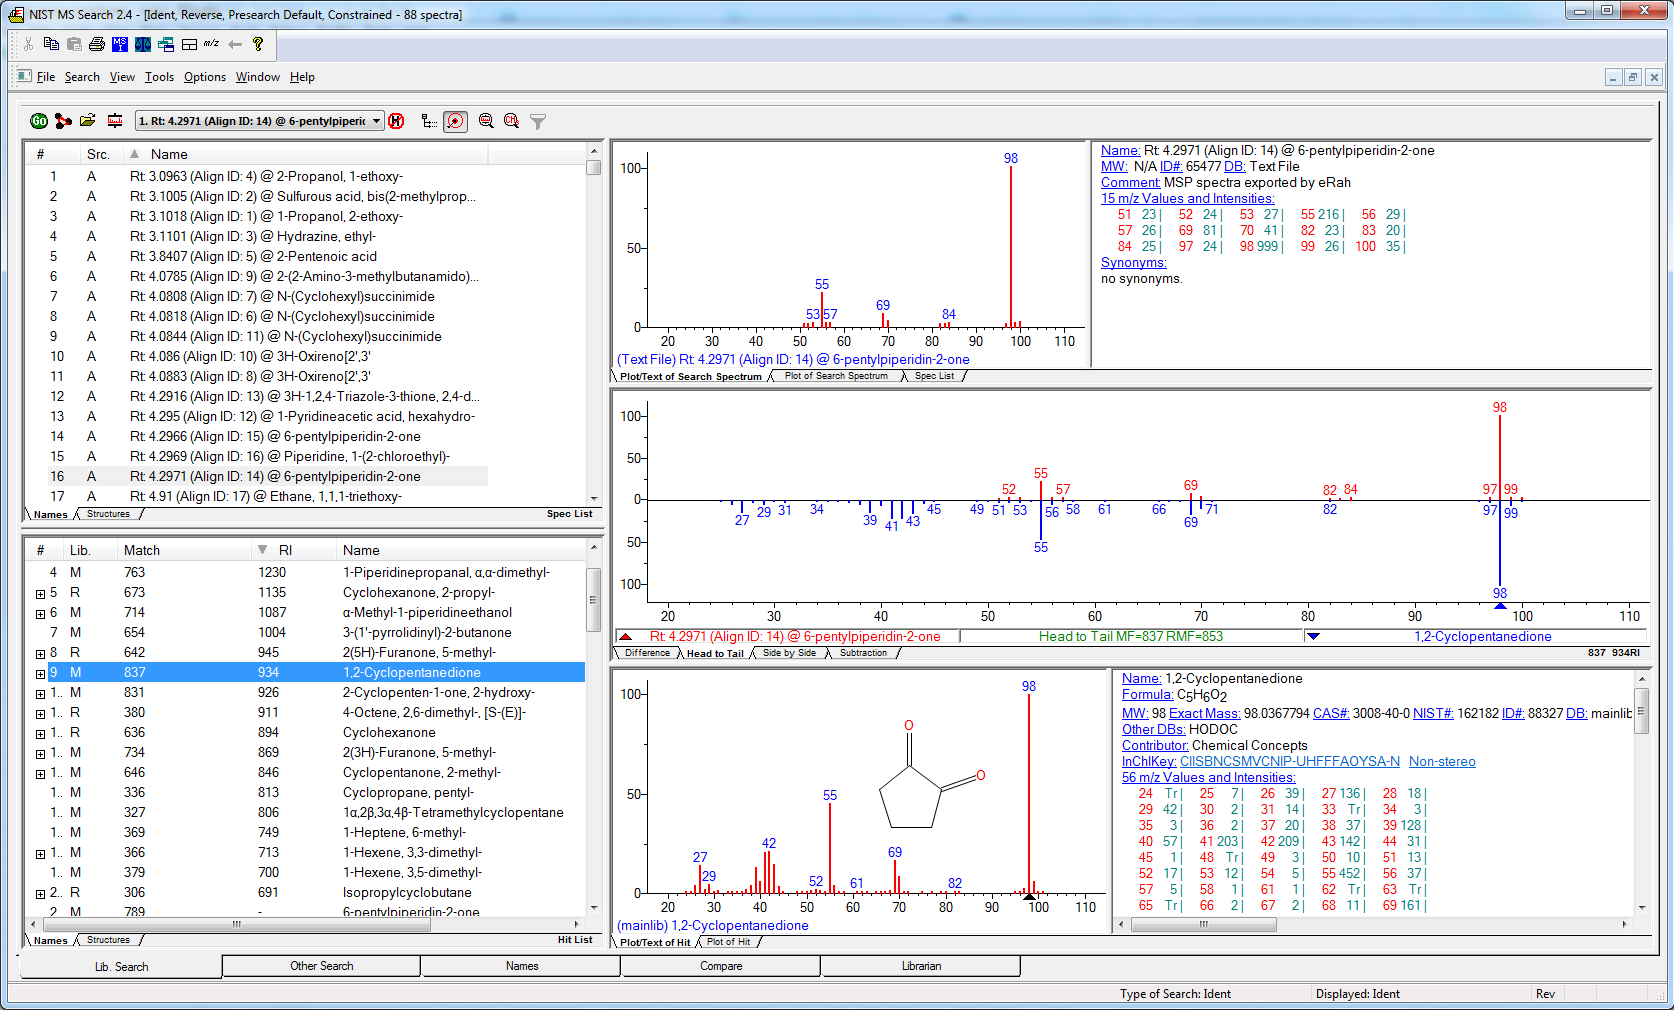 NIST MS Search 2.4 - [Ident, Reverse, Presearch Default, Constrained - 88 spectra]
File Search View Tools Options Window Help
1. Rt: 4.2971 (Align ID: 14) @ 6-pentylpiperic
# Src. Name
1 A Rt: 3.0963 (Align ID: 4) @ 2-Propanol, 1-ethoxy-
2 A Rt: 3.1005 (Align ID: 2) @ Sulfurous acid, bis(2-methylprop...
3 A Rt: 3.1018 (Align ID: 1) @ 1-Propanol, 2-ethoxy-
4 A Rt: 3.1101 (Align ID: 3) @ Hydrazine, ethyl-
5 A Rt: 3.8407 (Align ID: 5) @ 2-Pentenoic acid
6 A Rt: 4.0785 (Align ID: 9) @ 2-(2-Amino-3-methylbutanamido)...
7 A Rt: 4.0808 (Align ID: 7) @ N-(Cyclohexyl)succinimide
8 A Rt: 4.0818 (Align ID: 6) @ N-(Cyclohexyl)succinimide
9 A Rt: 4.0844 (Align ID: 11) @ N-(Cyclohexyl)succinimide
10 A Rt: 4.086 (Align ID: 10) @ 3H-Oxireno[2',3'
11 A Rt: 4.0883 (Align ID: 8) @ 3H-Oxireno[2',3'
12 A Rt: 4.2916 (Align ID: 13) @ 3H-1,2,4-Triazole-3-thione, 2,4-d...
13 A Rt: 4.295 (Align ID: 12) @ 1-Pyridineacetic acid, hexahydro-
14 A Rt: 4.2966 (Align ID: 15) @ 6-pentylpiperidin-2-one
15 A Rt: 4.2969 (Align ID: 16) @ Piperidine, 1-(2-chloroethyl)-
16 A Rt: 4.2971 (Align ID: 14) @ 6-pentylpiperidin-2-one
17 A Rt: 4.91 (Align ID: 17) @ Ethane, 1,1,1-triethoxy-
Names Structures Spec List
# Lib. Match RI Name
4 M 763 1230 1-Piperidinepropanal, α,α-dimethyl-
5 R 673 1135 Cyclohexanone, 2-propyl-
6 M 714 1087 α-Methyl-1-piperidineethanol
7 M 654 1004 3-(1'-pyrrolidinyl)-2-butanone
8 R 642 945 2(5H)-Furanone, 5-methyl-
9 M 837 934 1,2-Cyclopentanedione
1.. M 831 926 2-Cyclopenten-1-one, 2-hydroxy-
1.. R 380 911 4-Octene, 2,6-dimethyl-, [S-(E)]-
1.. R 636 894 Cyclohexanone
1.. M 734 869 2(3H)-Furanone, 5-methyl-
1.. M 646 846 Cyclopentanone, 2-methyl-
1.. M 336 813 Cyclopropane, pentyl-
1.. M 327 806 1α,2β,3α,4β-Tetramethylcyclopentane
1.. M 369 749 1-Heptene, 6-methyl-
1.. M 366 713 1-Hexene, 3,3-dimethyl-
1.. M 379 700 1-Hexene, 3,5-dimethyl-
2.. R 306 691 Isopropylcyclobutane
2 M 789 - 6-pentylpiperidin-2-one
Names Structures Hit List
100
50
0
98
55
53 57
69
84
20 30 40 50 60 70 80 90 100 110
(Text File) Rt: 4.2971 (Align ID: 14) @ 6-pentylpiperidin-2-one
Plot/Text of Search Spectrum Plot of Search Spectrum Spec List
Name: Rt: 4.2971 (Align ID: 14) @ 6-pentylpiperidin-2-one
MW: N/A ID#: 65477 DB: Text File
Comment: MSP spectra exported by eRah
15 m/z Values and Intensities:
51 23 | 52 24 | 53 27 | 55 216 | 56 29 |
57 26 | 69 81 | 70 41 | 82 23 | 83 20 |
84 25 | 97 24 | 98 999 | 99 26 | 100 35 |
Synonyms:
no synonyms.
100
50
0
50
100
98
55
52 57 69 82 84 97 99
27 29 31 34 39 41 43 45 49 51 53 56 58 61 66 69 71 82 97 99
55
98
20 30 40 50 60 70 80 90 100 110
Rt: 4.2971 (Align ID: 14) @ 6-pentylpiperidin-2-one Head to Tail MF=837 RMF=853 1,2-Cyclopentanedione
Difference Head to Tail Side by Side Subtraction 837 934RI
100
50
0
98
O
O
55
42
27
29
52
61
69
82
20 30 40 50 60 70 80 90 100 110
(mainlib) 1,2-Cyclopentanedione
Plot/Text of Hit Plot of Hit
Name: 1,2-Cyclopentanedione
Formula: C5H6O2
MW: 98 Exact Mass: 98.0367794 CAS#: 3008-40-0 NIST#: 162182 ID#: 88327 DB: mainlib
Other DBs: HODOC
Contributor: Chemical Concepts
InChIKey: CIISBNCSMVCNIP-UHFFFAOYSA-N Non-stereo
56 m/z Values and Intensities:
24 Tr | 25 7 | 26 39 | 27 136 | 28 18 |
29 42 | 30 2 | 31 14 | 33 Tr | 34 3 |
35 3 | 36 2 | 37 20 | 38 37 | 39 128 |
40 57 | 41 203 | 42 209 | 43 142 | 44 31 |
45 1 | 48 Tr | 49 3 | 50 10 | 51 13 |
52 17 | 53 12 | 54 5 | 55 452 | 56 37 |
57 5 | 58 1 | 61 1 | 62 Tr | 63 Tr |
65 Tr | 66 2 | 67 2 | 68 11 | 69 161 |
Lib. Search Other Search Names Compare Librarian
Type of Search: Ident Displayed: Ident Rev